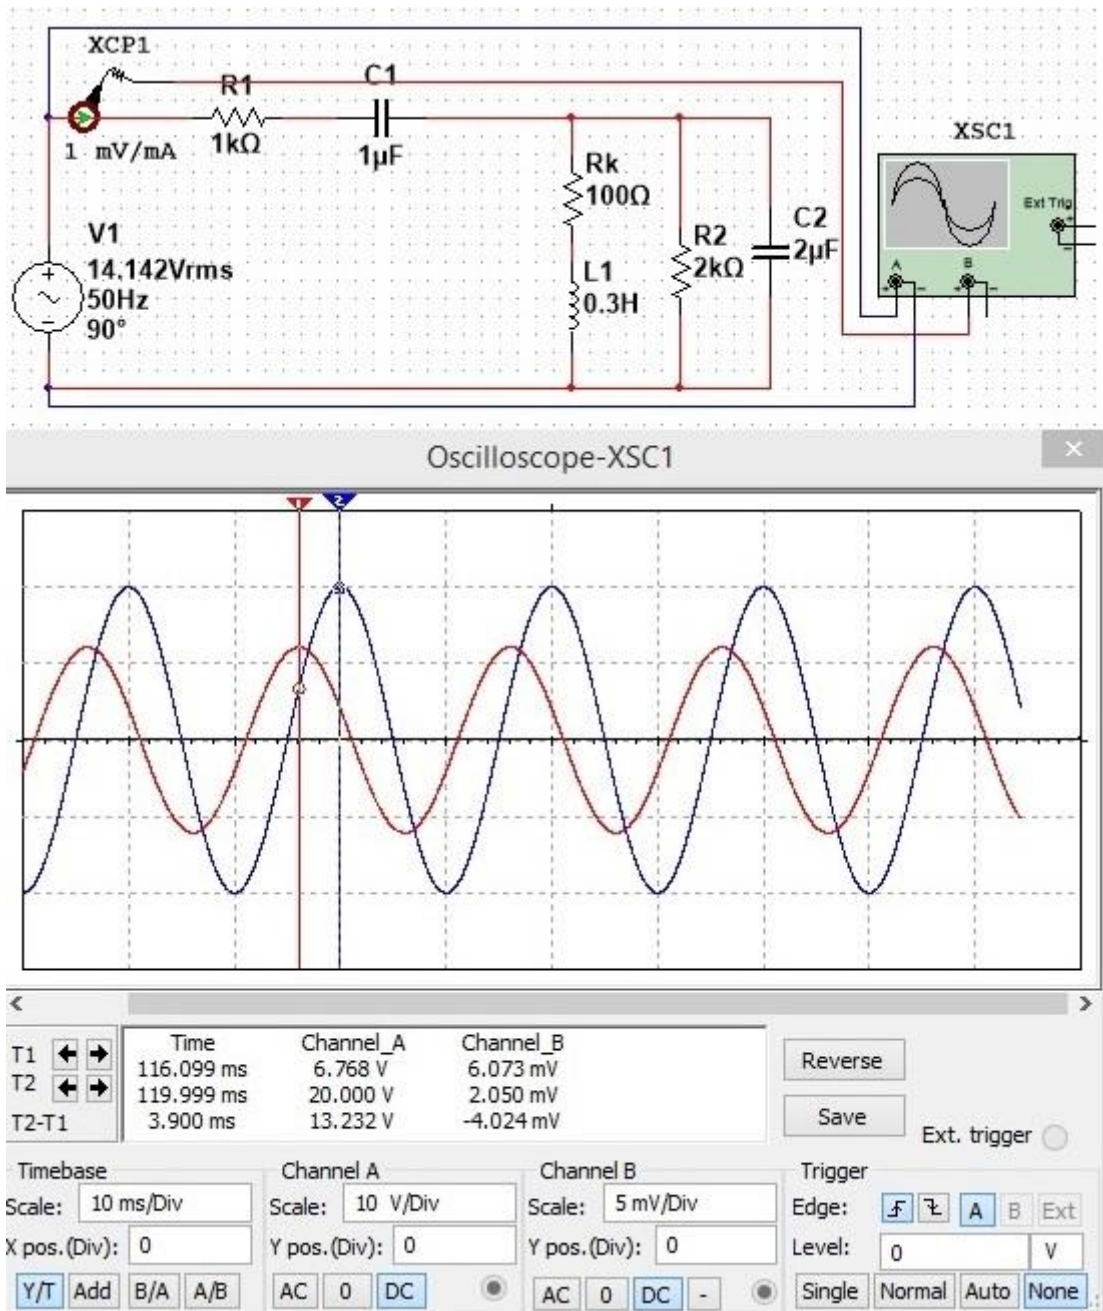 XCP1
R1
C1
1 mV/mA
1kΩ
1μF
XSC1
Rk
100Ω
Ext Trig
+
-
V1
14.142Vrms
50Hz
90°
R2
2kΩ
C2
2μF
L1
0.3H
A
B
+ - + -
Oscilloscope-XSC1
×
1 2
< >
T1
T2
T2-T1
Time Channel_A Channel_B
116.099 ms 6.768 V 6.073 mV
119.999 ms 20.000 V 2.050 mV
3.900 ms 13.232 V -4.024 mV
Reverse
Save
Ext. trigger
Timebase
Scale: 10 ms/Div
X pos.(Div): 0
Y/T Add B/A A/B
Channel A
Scale: 10 V/Div
Y pos.(Div): 0
AC 0 DC
Channel B
Scale: 5 mV/Div
Y pos.(Div): 0
AC 0 DC -
Trigger
Edge: A B Ext
Level: 0 V
Single Normal Auto None